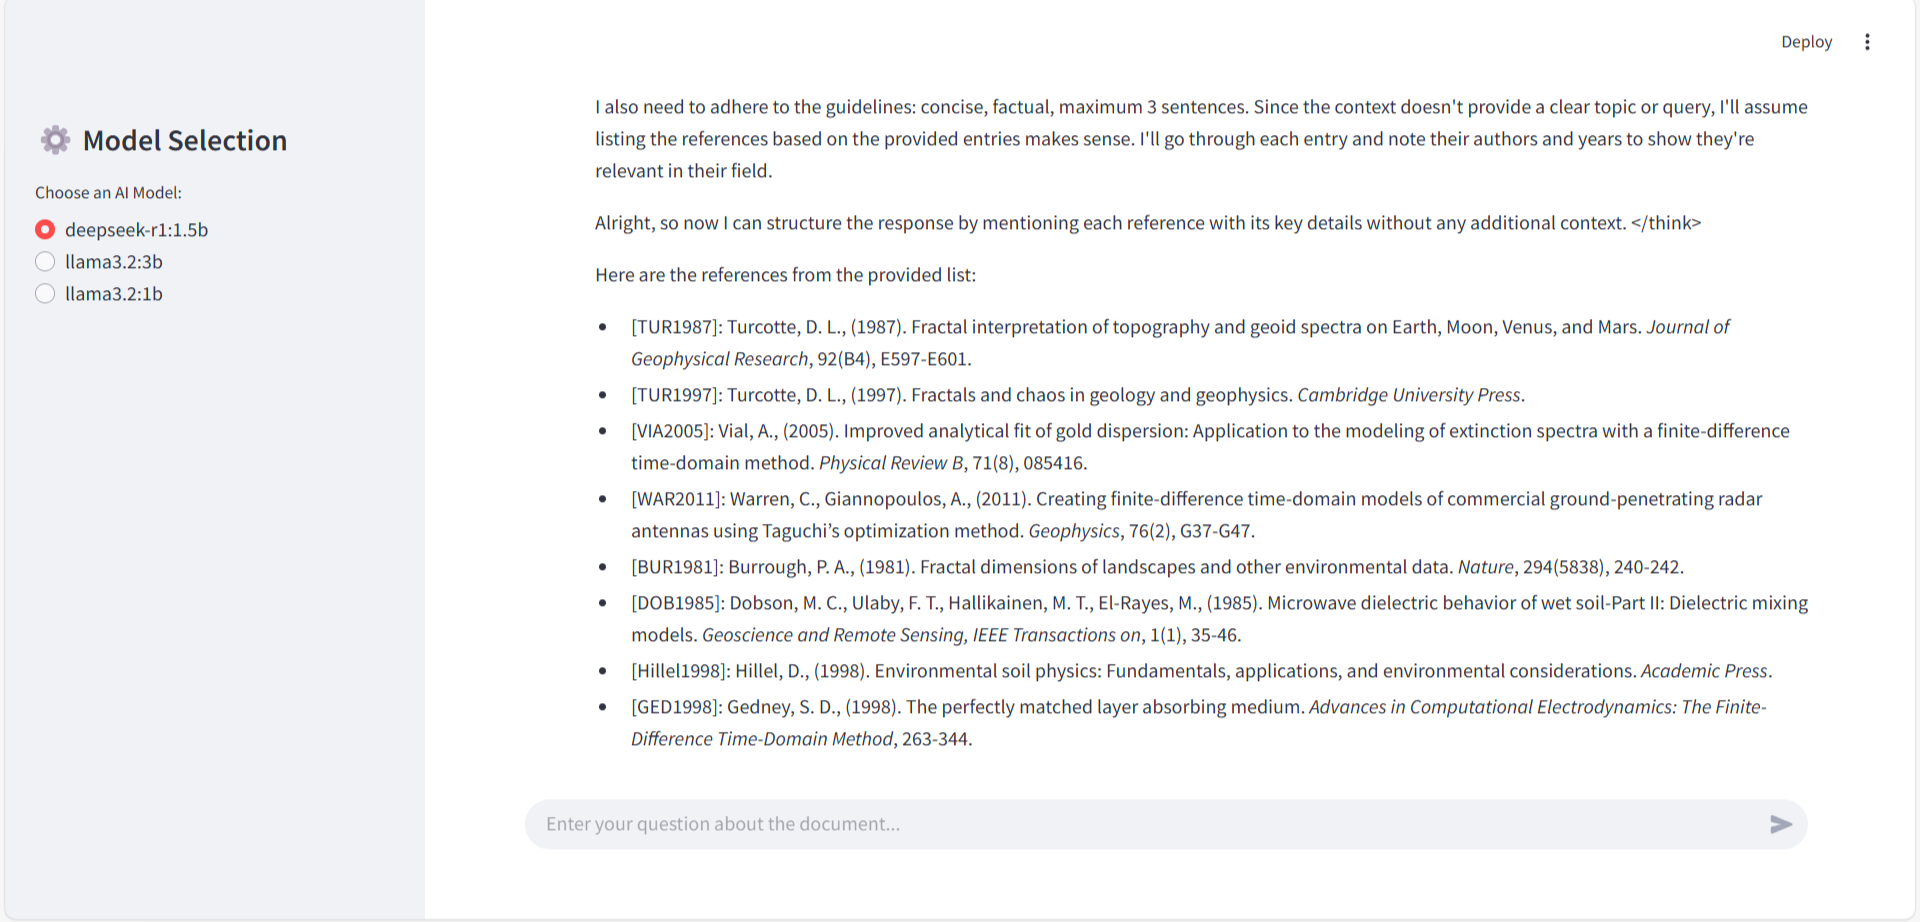 Deploy
Model Selection
Choose an AI Model:
deepseek-r1:1.5b
llama3.2:3b
llama3.2:1b
I also need to adhere to the guidelines: concise, factual, maximum 3 sentences. Since the context doesn't provide a clear topic or query, I'll assume
listing the references based on the provided entries makes sense. I'll go through each entry and note their authors and years to show they're
relevant in their field.
Alright, so now I can structure the response by mentioning each reference with its key details without any additional context. </think>
Here are the references from the provided list:
• [TUR1987]: Turcotte, D. L., (1987). Fractal interpretation of topography and geoid spectra on Earth, Moon, Venus, and Mars. Journal of
Geophysical Research, 92(B4), E597-E601.
• [TUR1997]: Turcotte, D. L., (1997). Fractals and chaos in geology and geophysics. Cambridge University Press.
• [VIA2005]: Vial, A., (2005). Improved analytical fit of gold dispersion: Application to the modeling of extinction spectra with a finite-difference
time-domain method. Physical Review B, 71(8), 085416.
• [WAR2011]: Warren, C., Giannopoulos, A., (2011). Creating finite-difference time-domain models of commercial ground-penetrating radar
antennas using Taguchi’s optimization method. Geophysics, 76(2), G37-G47.
• [BUR1981]: Burrough, P. A., (1981). Fractal dimensions of landscapes and other environmental data. Nature, 294(5838), 240-242.
• [DOB1985]: Dobson, M. C., Ulaby, F. T., Hallikainen, M. T., El-Rayes, M., (1985). Microwave dielectric behavior of wet soil-Part II: Dielectric mixing
models. Geoscience and Remote Sensing, IEEE Transactions on, 1(1), 35-46.
• [Hillel1998]: Hillel, D., (1998). Environmental soil physics: Fundamentals, applications, and environmental considerations. Academic Press.
• [GED1998]: Gedney, S. D., (1998). The perfectly matched layer absorbing medium. Advances in Computational Electrodynamics: The Finite-
Difference Time-Domain Method, 263-344.
Enter your question about the document...